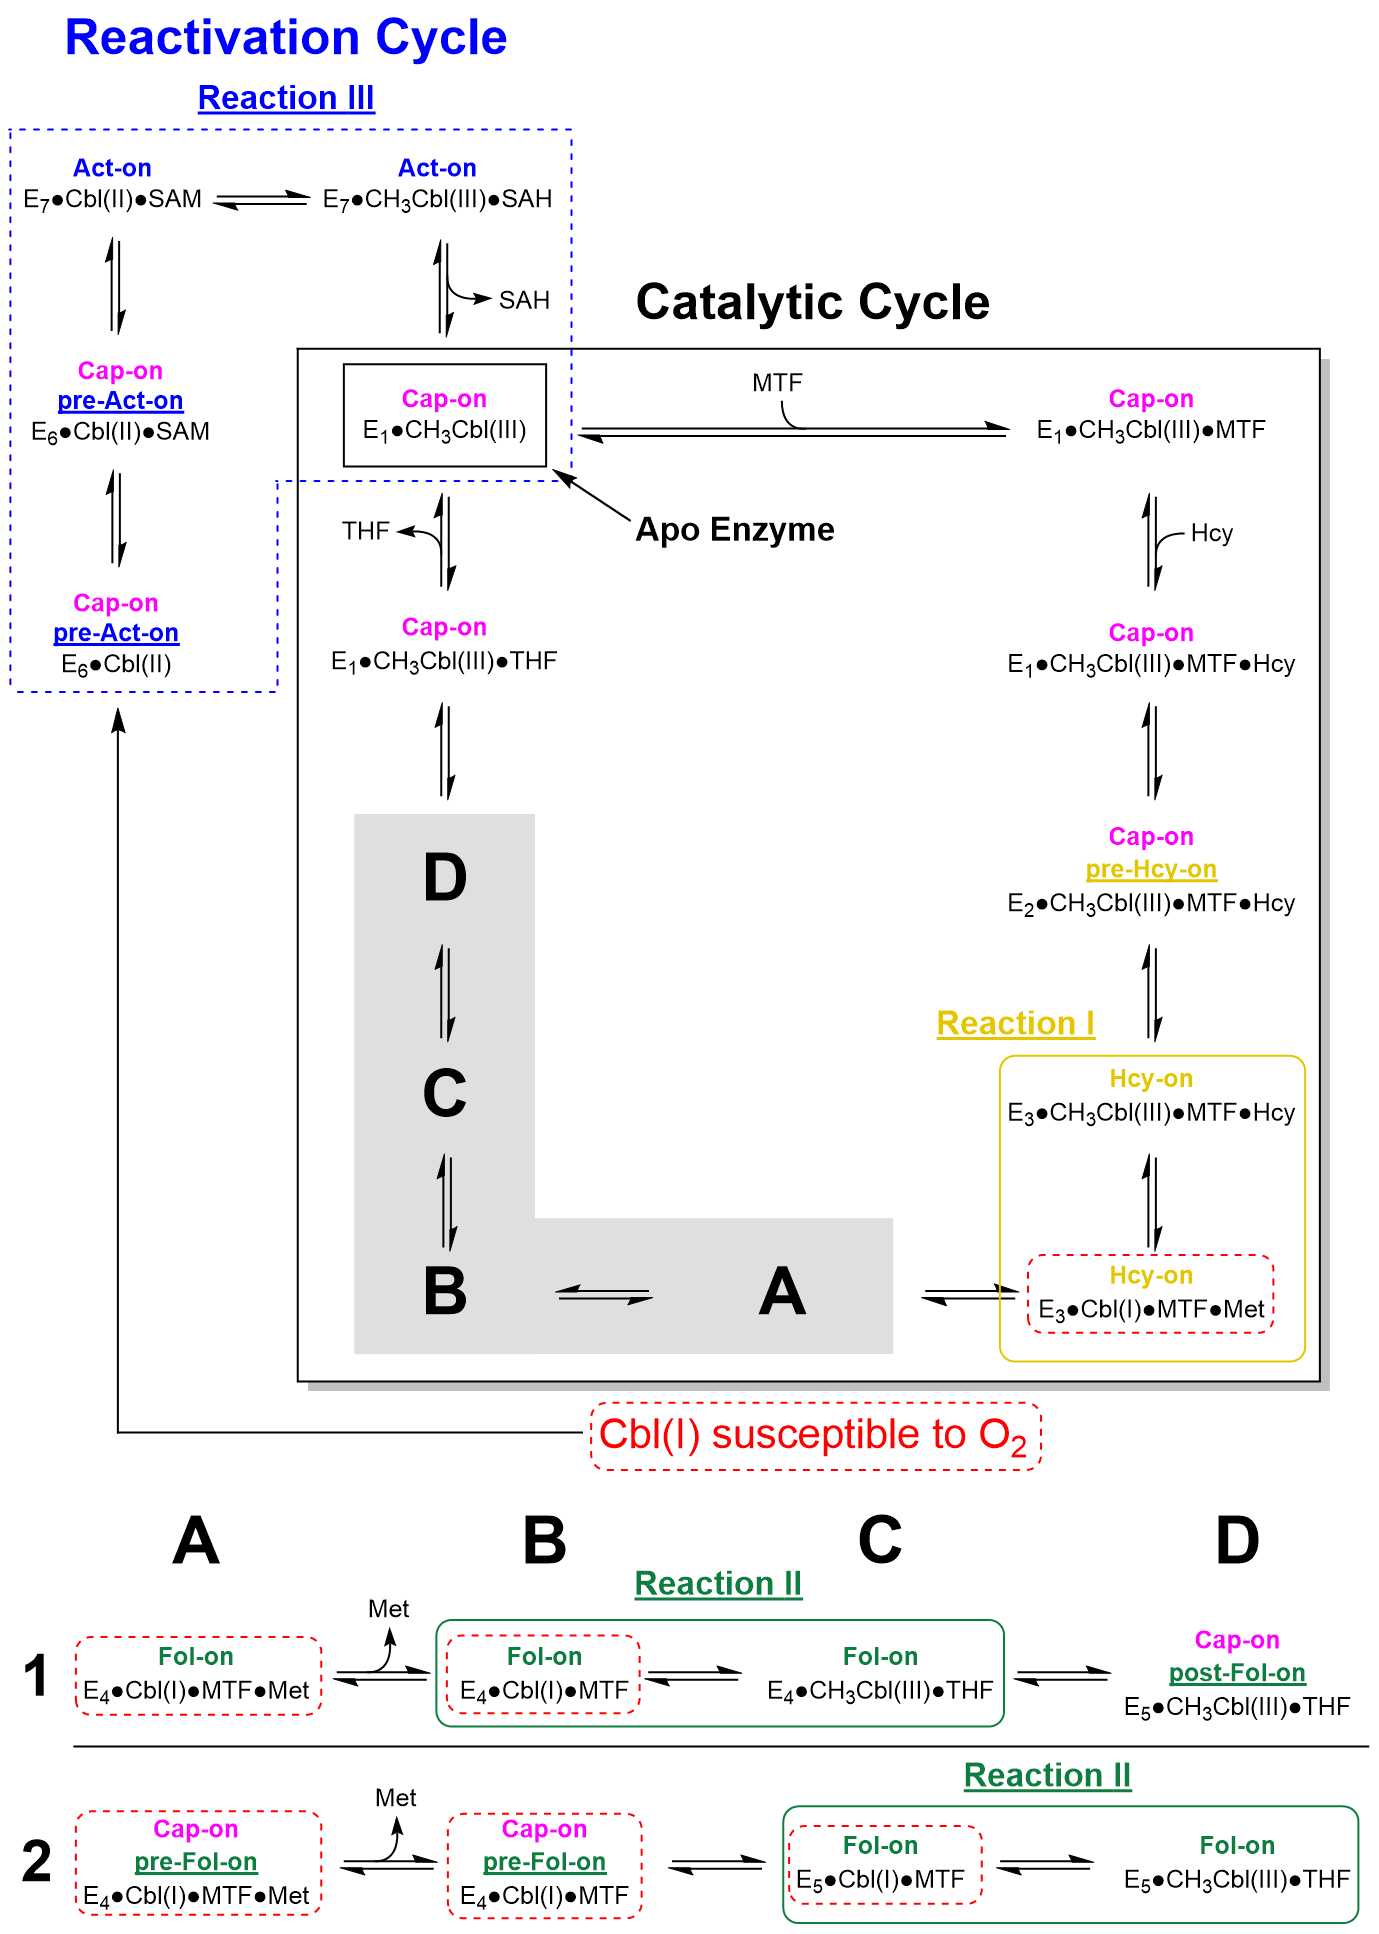 Reactivation Cycle
Reaction III
Act-on
E₇●Cbl(II)●SAM
Act-on
E₇●CH₃Cbl(III)●SAH
SAH
Catalytic Cycle
Cap-on
pre-Act-on
E₆●Cbl(II)●SAM
Cap-on
E₁●CH₃Cbl(III)
MTF
Cap-on
E₁●CH₃Cbl(III)●MTF
Apo Enzyme
THF
Hcy
Cap-on
pre-Act-on
E₆●Cbl(II)
Cap-on
E₁●CH₃Cbl(III)●THF
Cap-on
E₁●CH₃Cbl(III)●MTF●Hcy
D
Cap-on
pre-Hcy-on
E₂●CH₃Cbl(III)●MTF●Hcy
Reaction I
C
Hcy-on
E₃●CH₃Cbl(III)●MTF●Hcy
B
A
Hcy-on
E₃●Cbl(I)●MTF●Met
Cbl(I) susceptible to O₂
A
B
C
D
Reaction II
1
Fol-on
E₄●Cbl(I)●MTF●Met
Met
Fol-on
E₄●Cbl(I)●MTF
Fol-on
E₄●CH₃Cbl(III)●THF
Cap-on
post-Fol-on
E₅●CH₃Cbl(III)●THF
Reaction II
2
Cap-on
pre-Fol-on
E₄●Cbl(I)●MTF●Met
Met
Cap-on
pre-Fol-on
E₄●Cbl(I)●MTF
Fol-on
E₅●Cbl(I)●MTF
Fol-on
E₅●CH₃Cbl(III)●THF